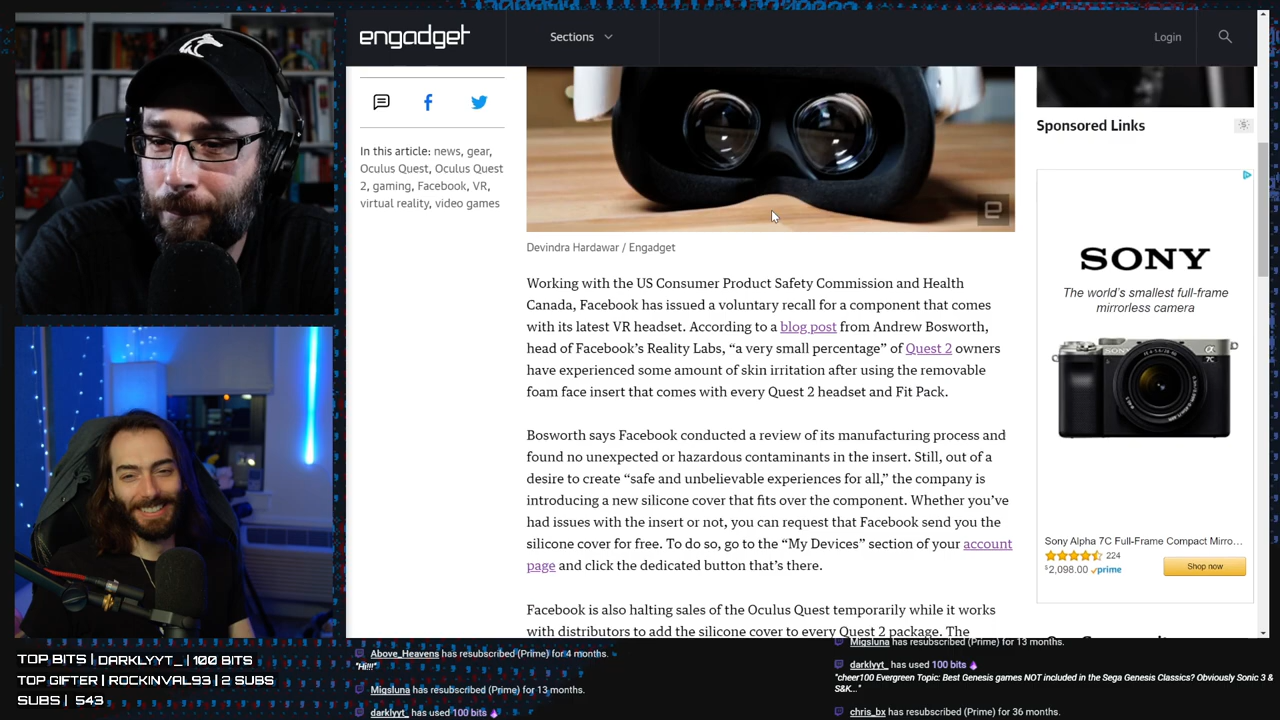 engadget
Sections
Login
In this article: news, gear,
Oculus Quest, Oculus Quest
2, gaming, Facebook, VR,
virtual reality, video games
Devindra Hardawar / Engadget
Working with the US Consumer Product Safety Commission and Health
Canada, Facebook has issued a voluntary recall for a component that comes
with its latest VR headset. According to a blog post from Andrew Bosworth,
head of Facebook’s Reality Labs, “a very small percentage” of Quest 2 owners
have experienced some amount of skin irritation after using the removable
foam face insert that comes with every Quest 2 headset and Fit Pack.
Bosworth says Facebook conducted a review of its manufacturing process and
found no unexpected or hazardous contaminants in the insert. Still, out of a
desire to create “safe and unbelievable experiences for all,” the company is
introducing a new silicone cover that fits over the component. Whether you’ve
had issues with the insert or not, you can request that Facebook send you the
silicone cover for free. To do so, go to the “My Devices” section of your account
page and click the dedicated button that’s there.
Facebook is also halting sales of the Oculus Quest temporarily while it works
with distributors to add the silicone cover to every Quest 2 package. The
Sponsored Links
SONY
The world's smallest full-frame
mirrorless camera
SONY
α
7C
Sony Alpha 7C Full-Frame Compact Mirro...
224
$2,098.00 prime
Shop now
TOP BITS | DARKLYYT_ | 100 BITS
TOP GIFTER | ROCKINVAL93 | 2 SUBS
SUBS | 543
Above_Heavens has resubscribed (Prime) for 4 months.
"Hi!!!"
Migsluna has resubscribed (Prime) for 13 months.
darklyyt_ has used 100 bits
Migsluna has resubscribed (Prime) for 13 months.
darklyyt_ has used 100 bits
"cheer100 Evergreen Topic: Best Genesis games NOT included in the Sega Genesis Classics? Obviously Sonic 3 &
S&K..."
chris_bx has resubscribed (Prime) for 36 months.